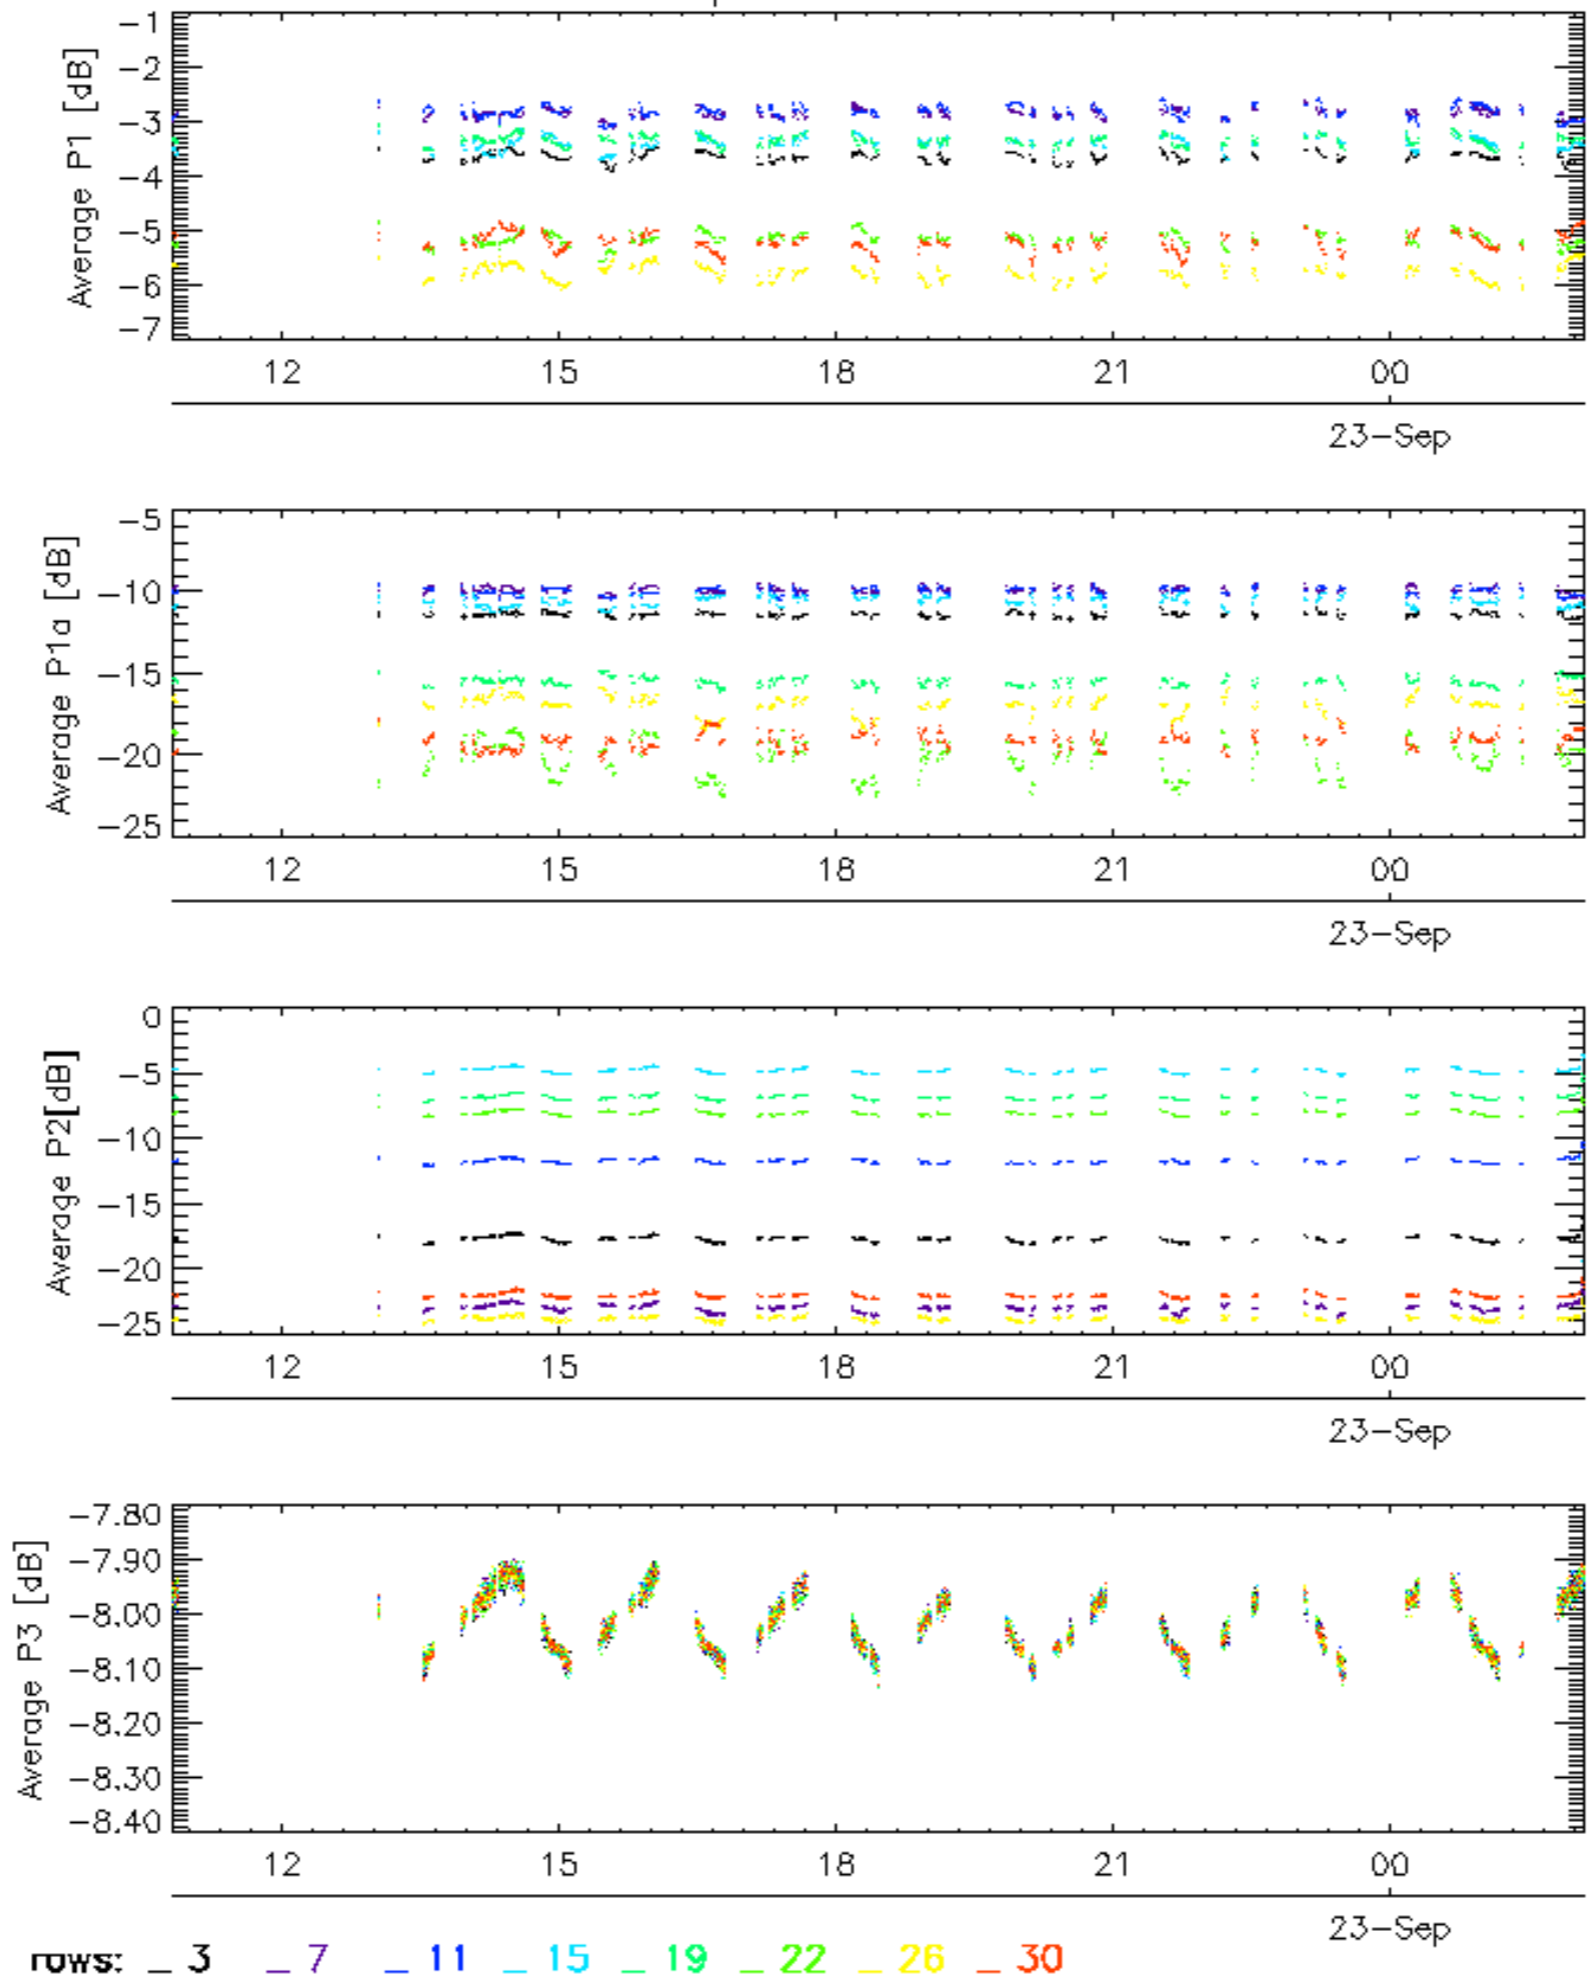 Average P1 [dB]
-1
-2
-3
-4
-5
-6
-7
12 15 18 21 00
23-Sep
Average P1a [dB]
-5
-10
-15
-20
-25
12 15 18 21 00
23-Sep
Average P2[dB]
0
-5
-10
-15
-20
-25
12 15 18 21 00
23-Sep
Average P3 [dB]
-7.80
-7.90
-8.00
-8.10
-8.20
-8.30
-8.40
12 15 18 21 00
23-Sep
rows: _ 3 _ 7 _ 11 _ 15 _ 19 _ 22 _ 26 _ 30